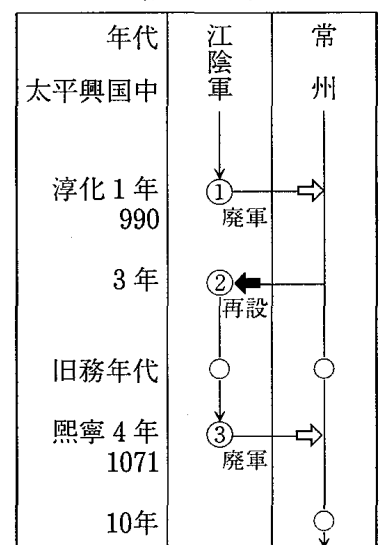 年代
江陰軍
常州
太平興国中
淳化1年
990
①
廃軍
3年
②
再設
旧務年代
熙寧4年
1071
③
廃軍
10年